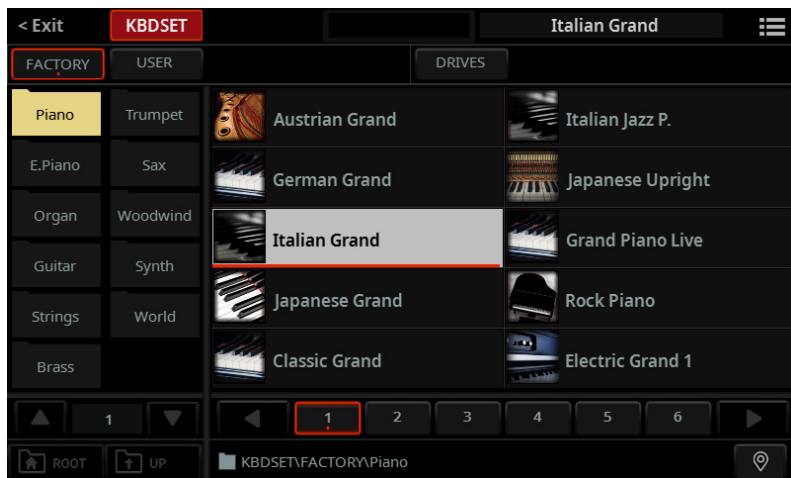 < Exit KBDSET Italian Grand
FACTORY USER DRIVES
Piano Trumpet
E.Piano Sax
Organ Woodwind
Guitar Synth
Strings World
Brass
Austrian Grand Italian Jazz P.
German Grand Japanese Upright
Italian Grand Grand Piano Live
Japanese Grand Rock Piano
Classic Grand Electric Grand 1
1 1 2 3 4 5 6
ROOT UP KBDSET\FACTORY\Piano